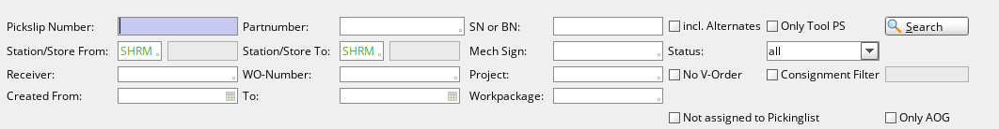 Pickslip Number: Partnumber: SN or BN: incl. Alternates Only Tool PS Search
Station/Store From: SHRM Station/Store To: SHRM Mech Sign: Status: all
Receiver: WO-Number: Project: No V-Order Consignment Filter
Created From: To: Workpackage:
Not assigned to Pickinglist Only AOG